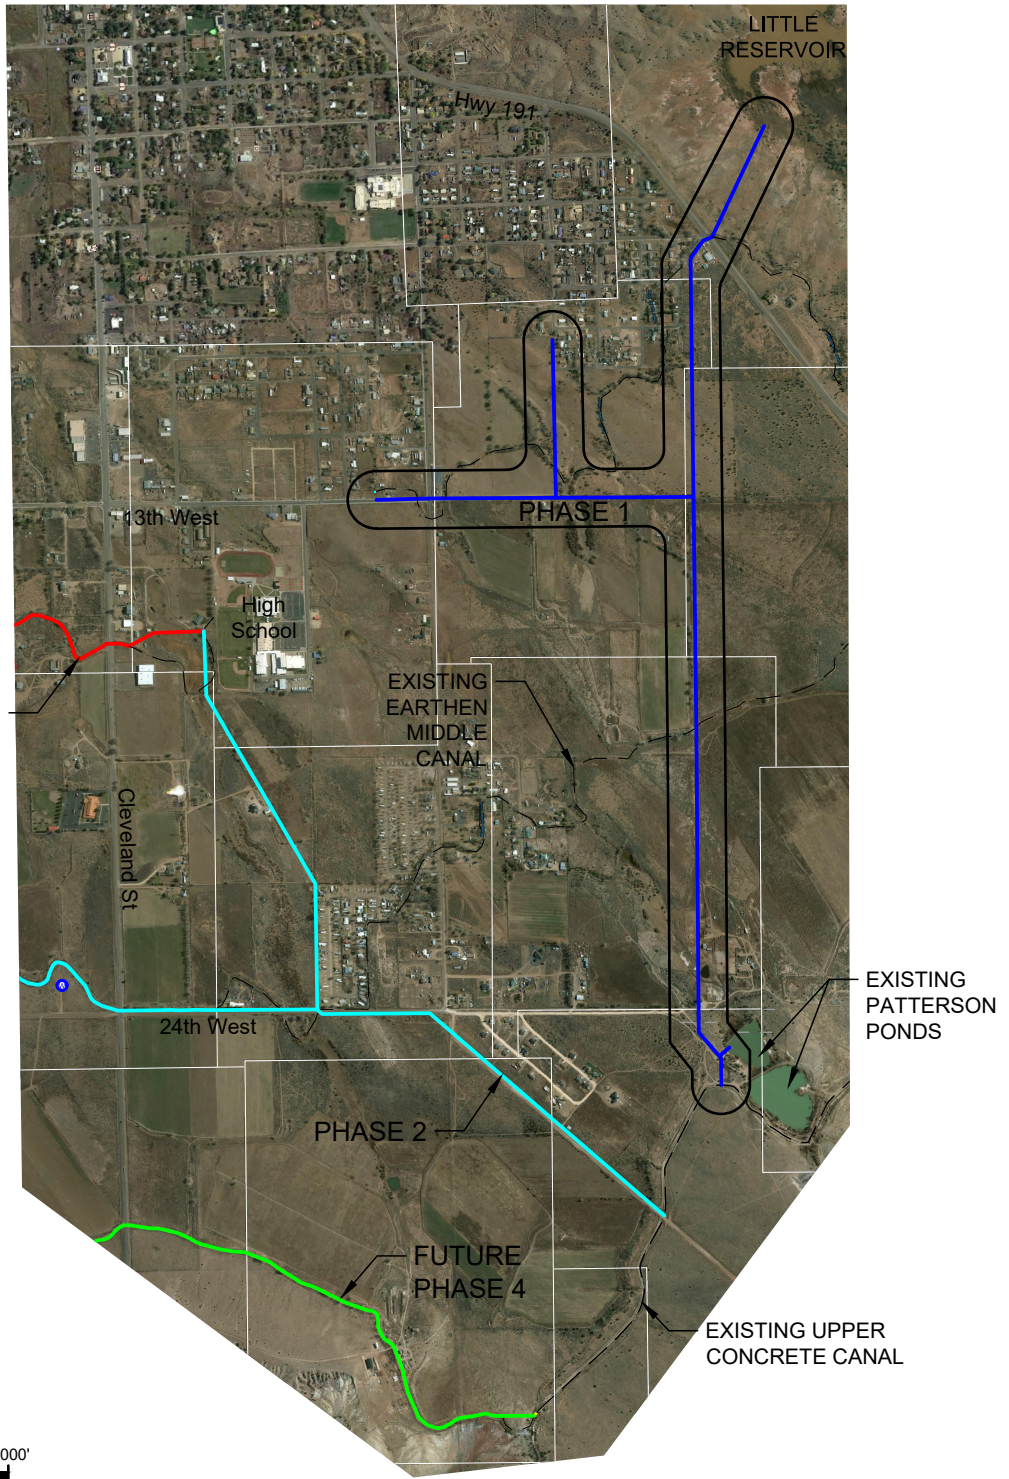 LITTLE
RESERVOIR
Hwy 191
PHASE 1
13th West
High
School
EXISTING
EARTHEN
MIDDLE
CANAL
Cleveland St
EXISTING
PATTERSON
PONDS
24th West
PHASE 2
FUTURE
PHASE 4
EXISTING UPPER
CONCRETE CANAL
000'